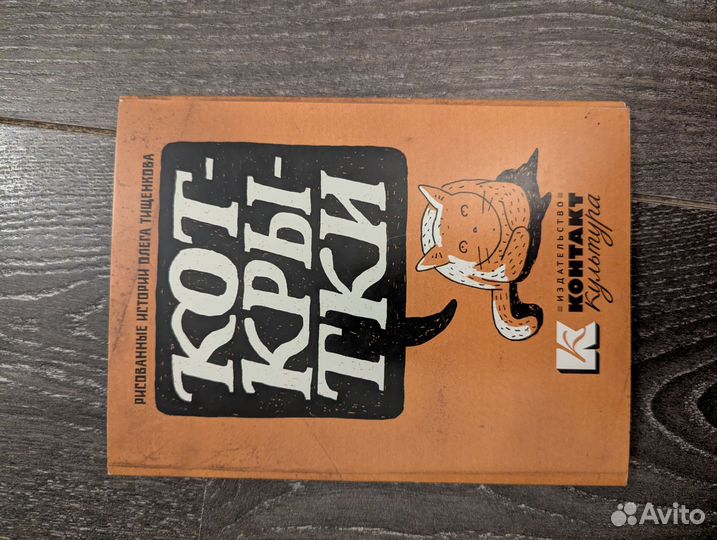 РИСОВАННЫЕ ИСТОРИИ ОЛЕГА ТИЩЕНКОВА
КОТ-
КРЫ-
ТКИ
=ИЗДАТЕЛЬСТВО=
КОНТАКТ
Культура
Avito